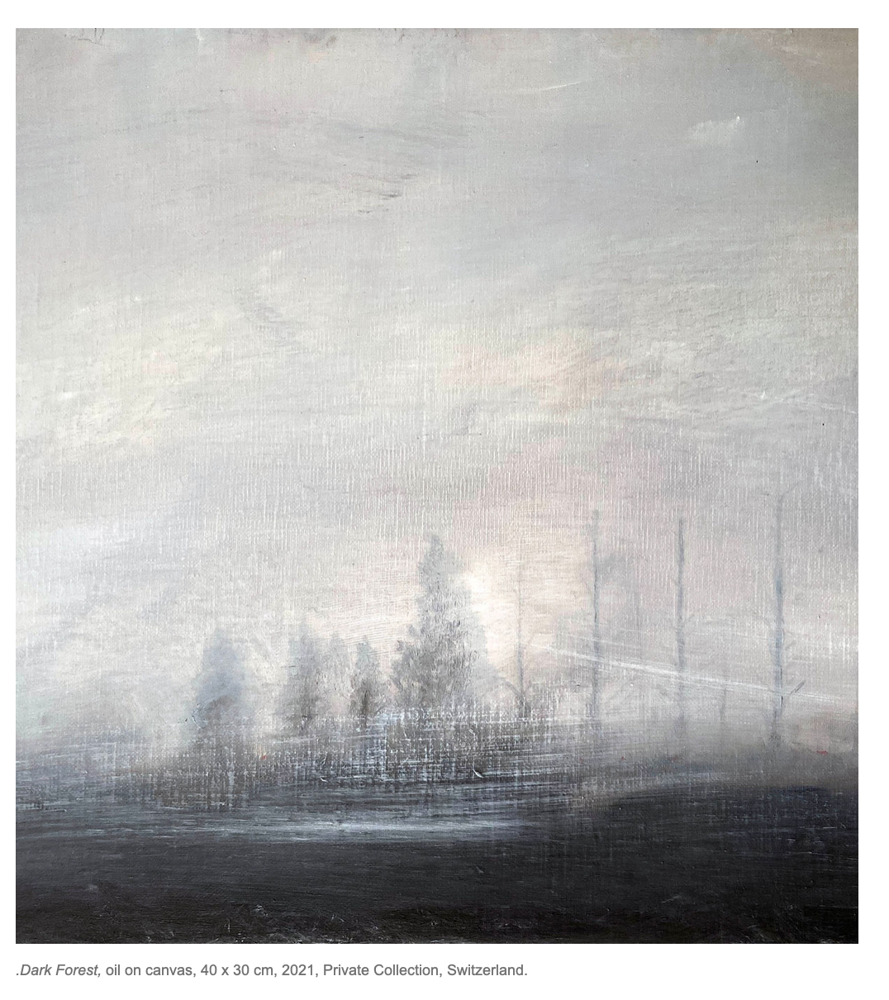 .Dark Forest, oil on canvas, 40 x 30 cm, 2021, Private Collection, Switzerland.